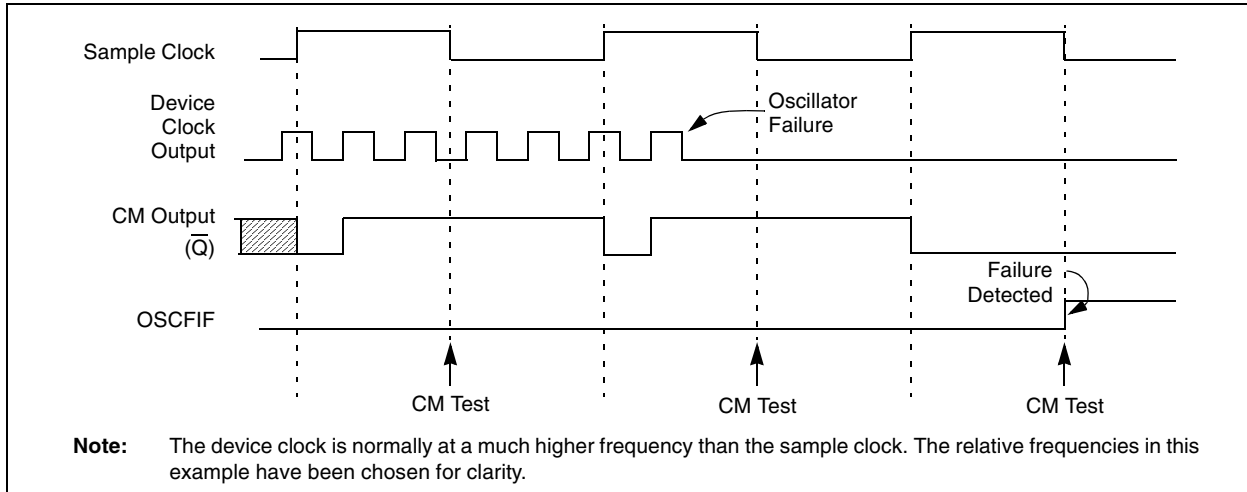 Sample Clock
Device
Clock
Output
Oscillator
Failure
CM Output
(Q̅)
Failure
Detected
OSCFIF
CM Test
CM Test
CM Test
Note: The device clock is normally at a much higher frequency than the sample clock. The relative frequencies in this
example have been chosen for clarity.